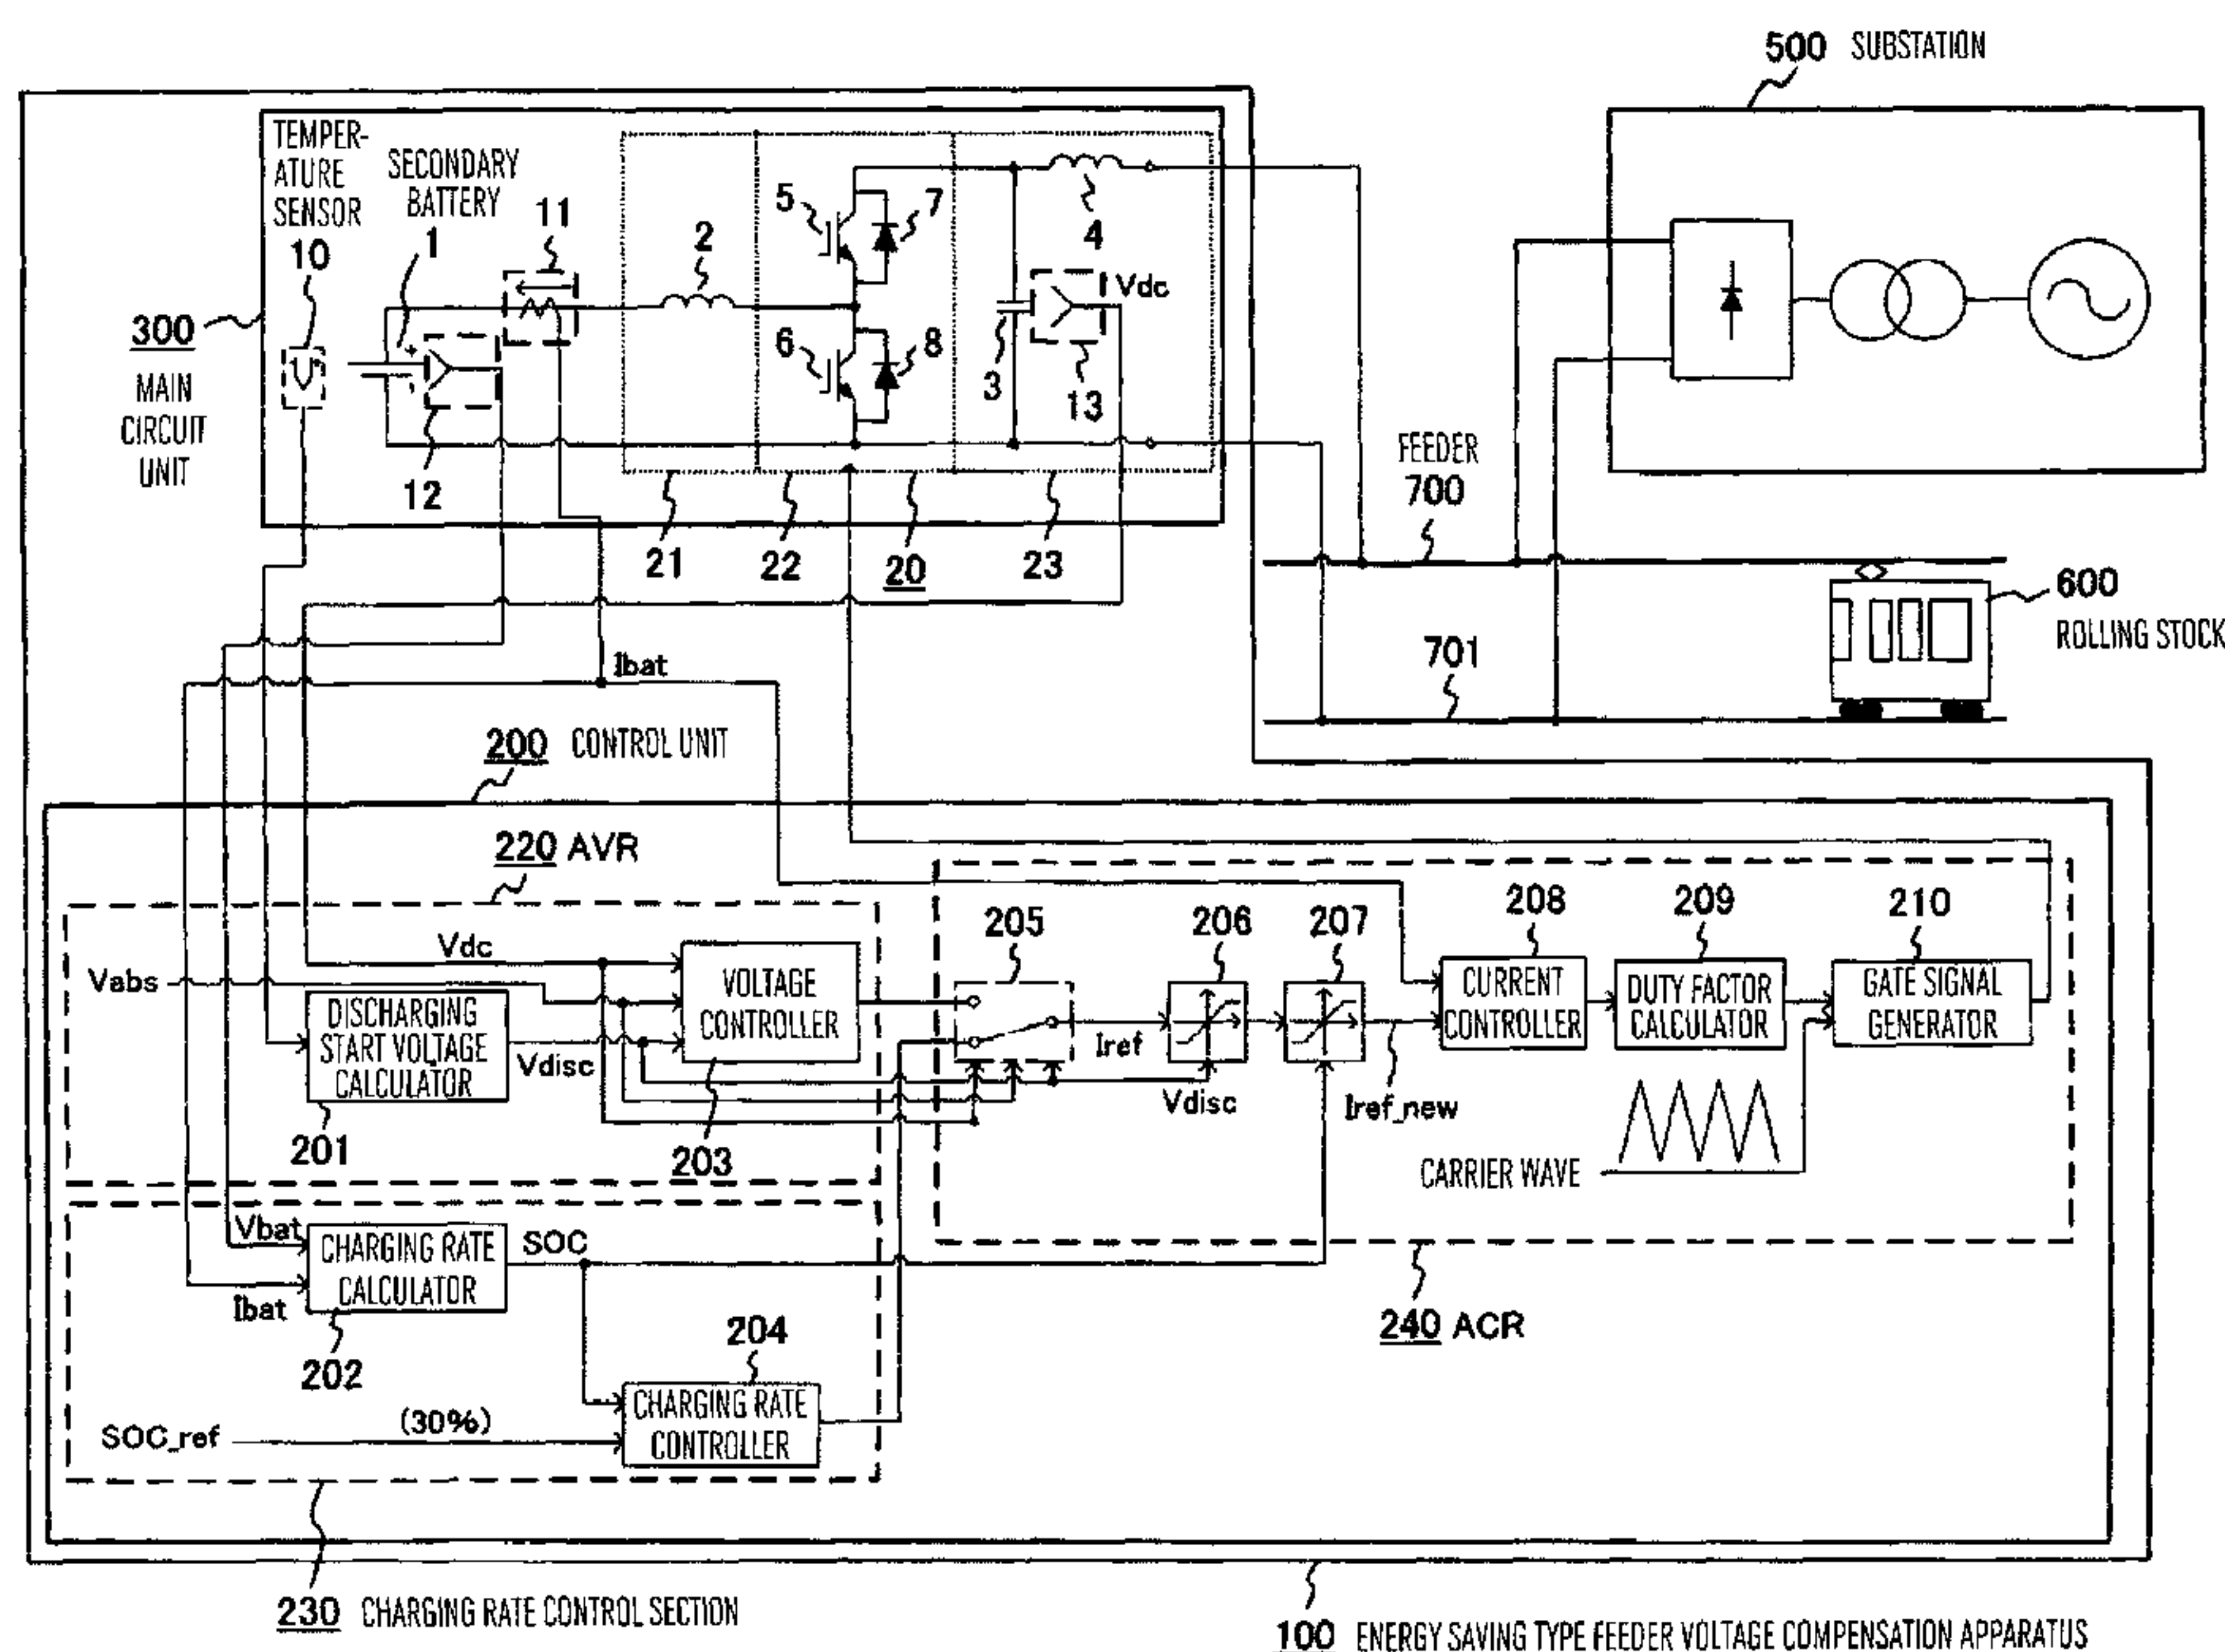 500 SUBSTATION
TEMPER-
ATURE
SENSOR
10
SECONDARY
BATTERY
1
11
2
5
7
4
Vdc
6
8
3
13
12
300
MAIN
CIRCUIT
UNIT
21
22
20
23
FEEDER
700
600
ROLLING STOCK
701
Ibat
200 CONTROL UNIT
220 AVR
Vdc
Vabs
VOLTAGE
CONTROLLER
DISCHARGING
START VOLTAGE
CALCULATOR
Vdisc
201
203
205
206
207
208
209
210
Iref
Vdisc
Iref_new
CURRENT
CONTROLLER
DUTY FACTOR
CALCULATOR
GATE SIGNAL
GENERATOR
CARRIER WAVE
240 ACR
Vbat
Ibat
CHARGING RATE
CALCULATOR
202
SOC
204
CHARGING RATE
CONTROLLER
SOC_ref
(30%)
230 CHARGING RATE CONTROL SECTION
100 ENERGY SAVING TYPE FEEDER VOLTAGE COMPENSATION APPARATUS